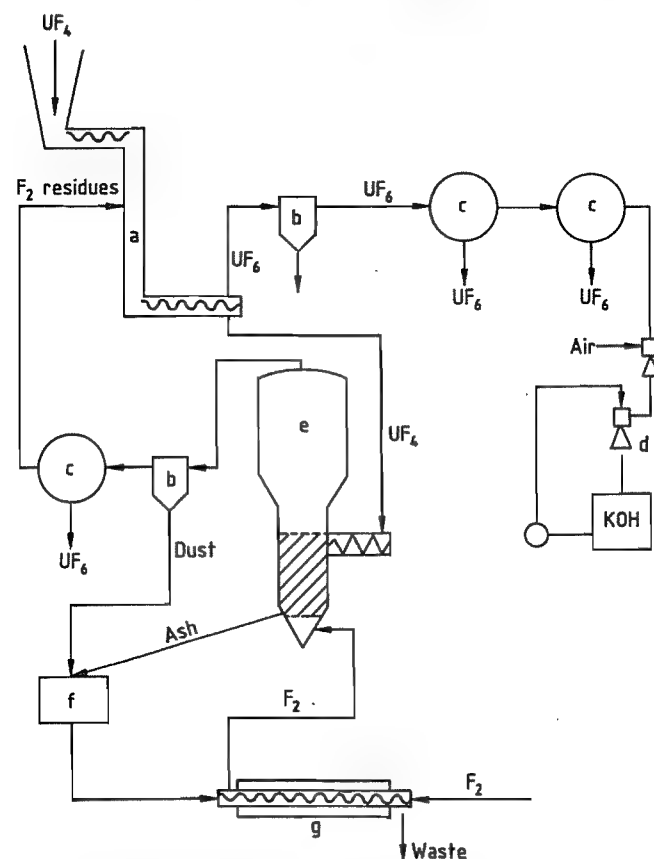 UF₄
F₂ residues
a
UF₆
b
UF₆
c
c
UF₆
UF₆
Air
d
KOH
e
UF₄
c
b
UF₆
Dust
Ash
f
F₂
F₂
g
Waste